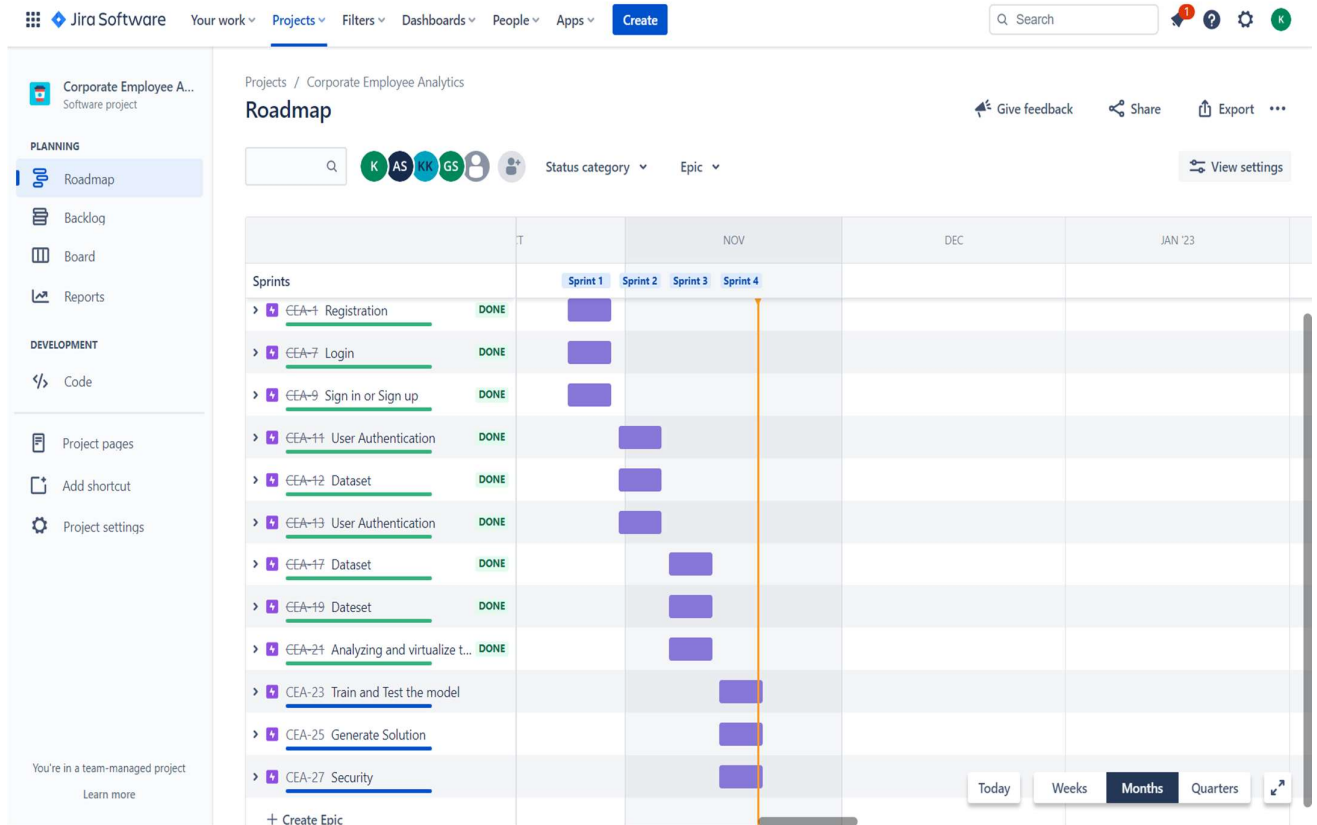 Jira Software Your work Projects Filters Dashboards People Apps Create Search 1 K
Corporate Employee A...
Software project
PLANNING
Roadmap
Backlog
Board
Reports
DEVELOPMENT
Code
Project pages
Add shortcut
Project settings
You're in a team-managed project
Learn more
Projects / Corporate Employee Analytics
Roadmap
Give feedback Share Export
K AS KK GS Status category Epic View settings
T NOV DEC JAN '23
Sprints Sprint 1 Sprint 2 Sprint 3 Sprint 4
CEA-1 Registration DONE
CEA-7 Login DONE
CEA-9 Sign in or Sign up DONE
CEA-11 User Authentication DONE
CEA-12 Dataset DONE
CEA-13 User Authentication DONE
CEA-17 Dataset DONE
CEA-19 Dateset DONE
CEA-21 Analyzing and virtualize t... DONE
CEA-23 Train and Test the model
CEA-25 Generate Solution
CEA-27 Security
Today Weeks Months Quarters
+ Create Epic